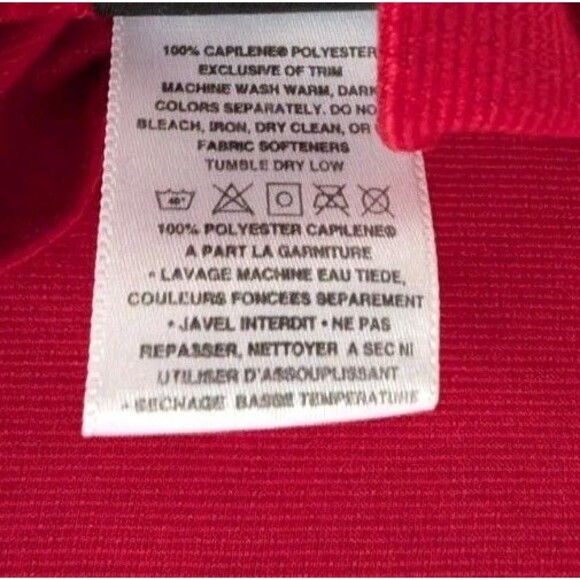 100% CAPILENE® POLYESTER
EXCLUSIVE OF TRIM
MACHINE WASH WARM, DARK
COLORS SEPARATELY. DO NO
BLEACH, IRON, DRY CLEAN, OR
FABRIC SOFTENERS
TUMBLE DRY LOW
40°
100% POLYESTER CAPILENE®
A PART LA GARNITURE
• LAVAGE MACHINE EAU TIEDE,
COULEURS FONCEES SEPAREMENT
• JAVEL INTERDIT • NE PAS
REPASSER, NETTOYER A SEC NI
UTILISER D'ASSOUPLISSANT
• SECHAGE BASSE TEMPERATURE